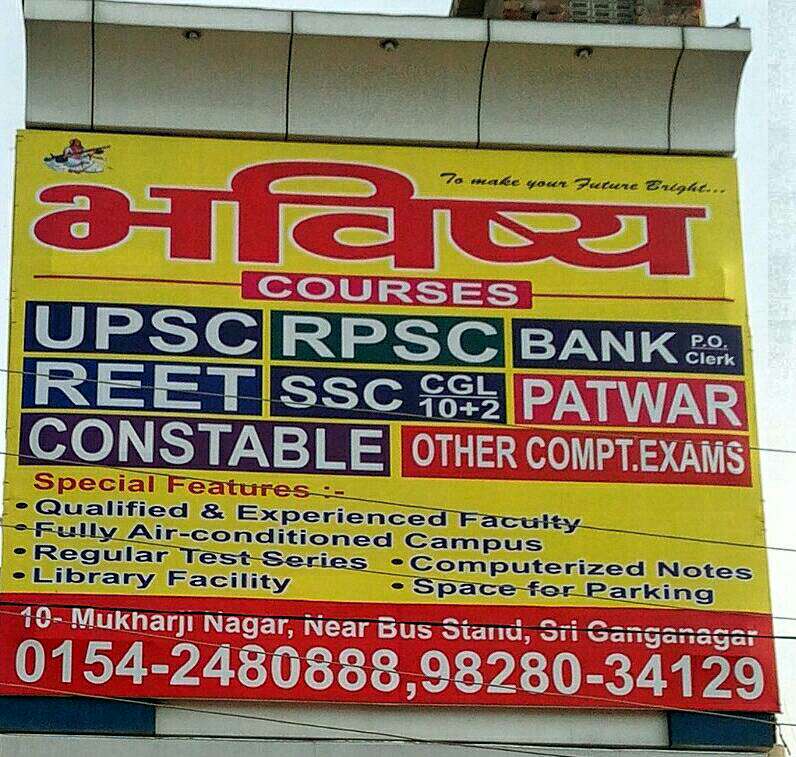 To make your Future Bright...
भविष्य
COURSES
UPSC RPSC BANK P.O. Clerk
REET SSC CGL 10+2 PATWAR
CONSTABLE OTHER COMPT.EXAMS
Special Features :-
• Qualified & Experienced Faculty
• Fully Air-conditioned Campus
• Regular Test Series • Computerized Notes
• Library Facility • Space for Parking
10- Mukharji Nagar, Near Bus Stand, Sri Ganganagar
0154-2480888,98280-34129